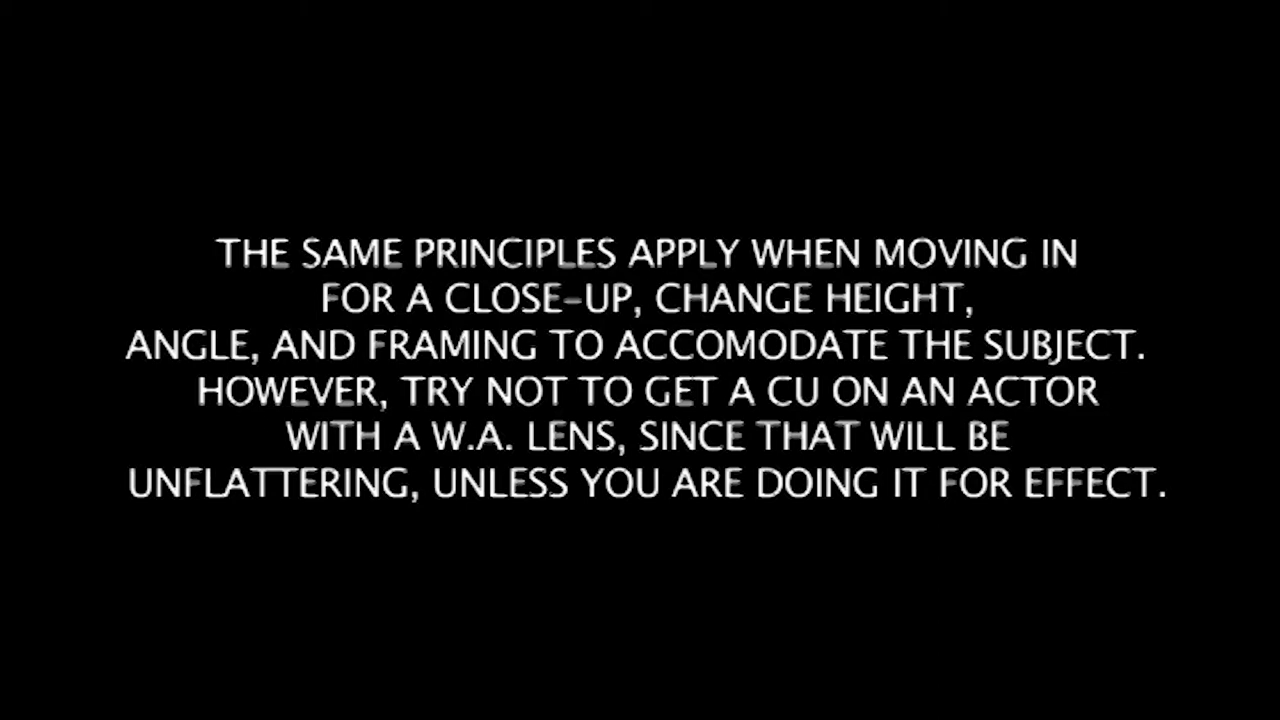 THE SAME PRINCIPLES APPLY WHEN MOVING IN
FOR A CLOSE-UP, CHANGE HEIGHT,
ANGLE, AND FRAMING TO ACCOMODATE THE SUBJECT.
HOWEVER, TRY NOT TO GET A CU ON AN ACTOR
WITH A W.A. LENS, SINCE THAT WILL BE
UNFLATTERING, UNLESS YOU ARE DOING IT FOR EFFECT.